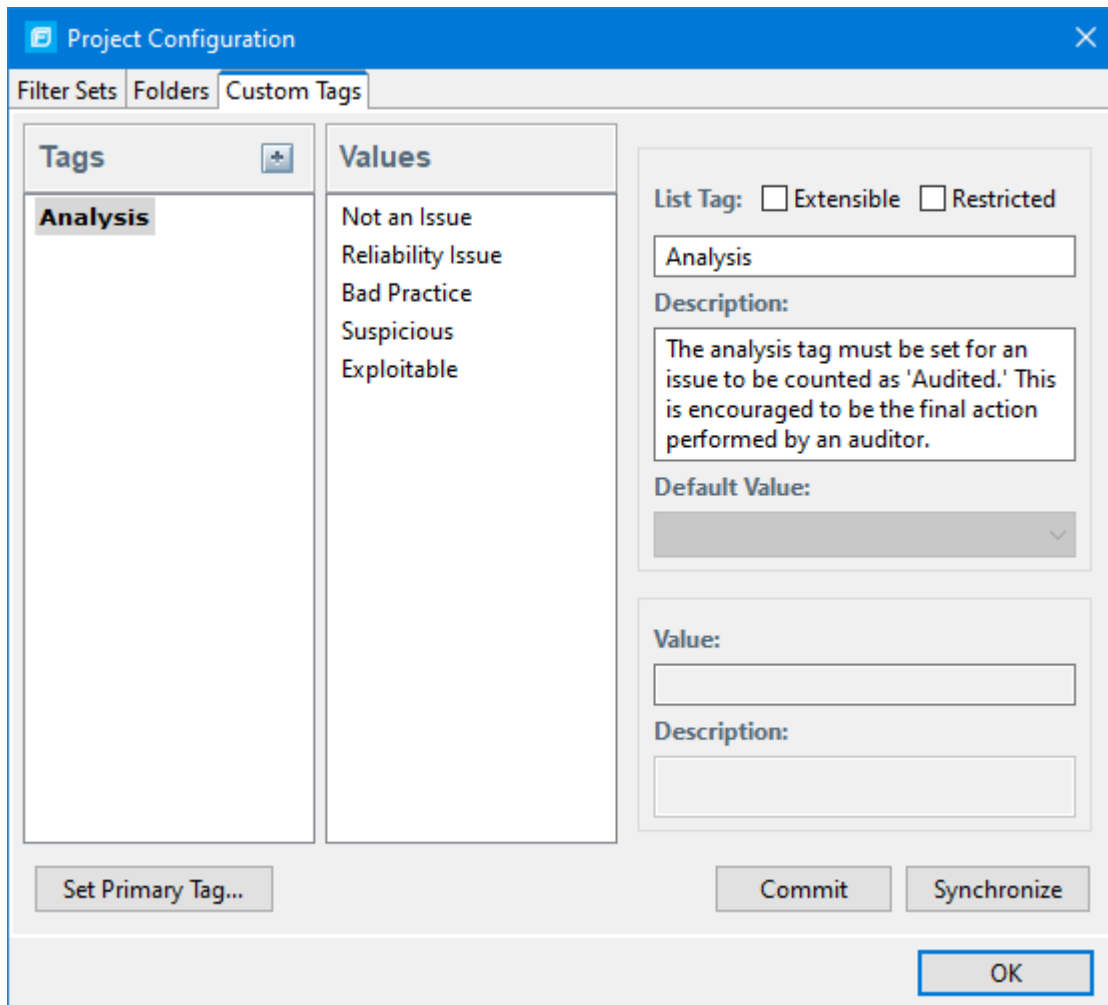 Project Configuration
Filter Sets Folders Custom Tags
Tags
Values
Analysis
Not an Issue
Reliability Issue
Bad Practice
Suspicious
Exploitable
List Tag: Extensible Restricted
Analysis
Description:
The analysis tag must be set for an
issue to be counted as 'Audited.' This
is encouraged to be the final action
performed by an auditor.
Default Value:
Value:
Description:
Set Primary Tag...
Commit
Synchronize
OK